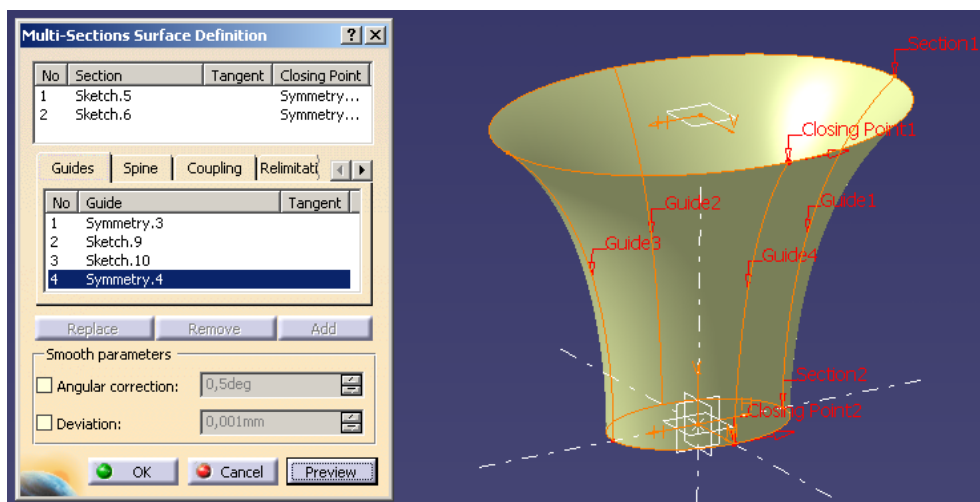 Multi-Sections Surface Definition
No Section Tangent Closing Point
1 Sketch.5 Symmetry...
2 Sketch.6 Symmetry...
Guides Spine Coupling Relimitati
No Guide Tangent
1 Symmetry.3
2 Sketch.9
3 Sketch.10
4 Symmetry.4
Replace Remove Add
Smooth parameters
Angular correction: 0,5deg
Deviation: 0,001mm
OK Cancel Preview
Section1
Closing Point1
Guide2
Guide1
Guide3
Guide4
Section2
Closing Point2